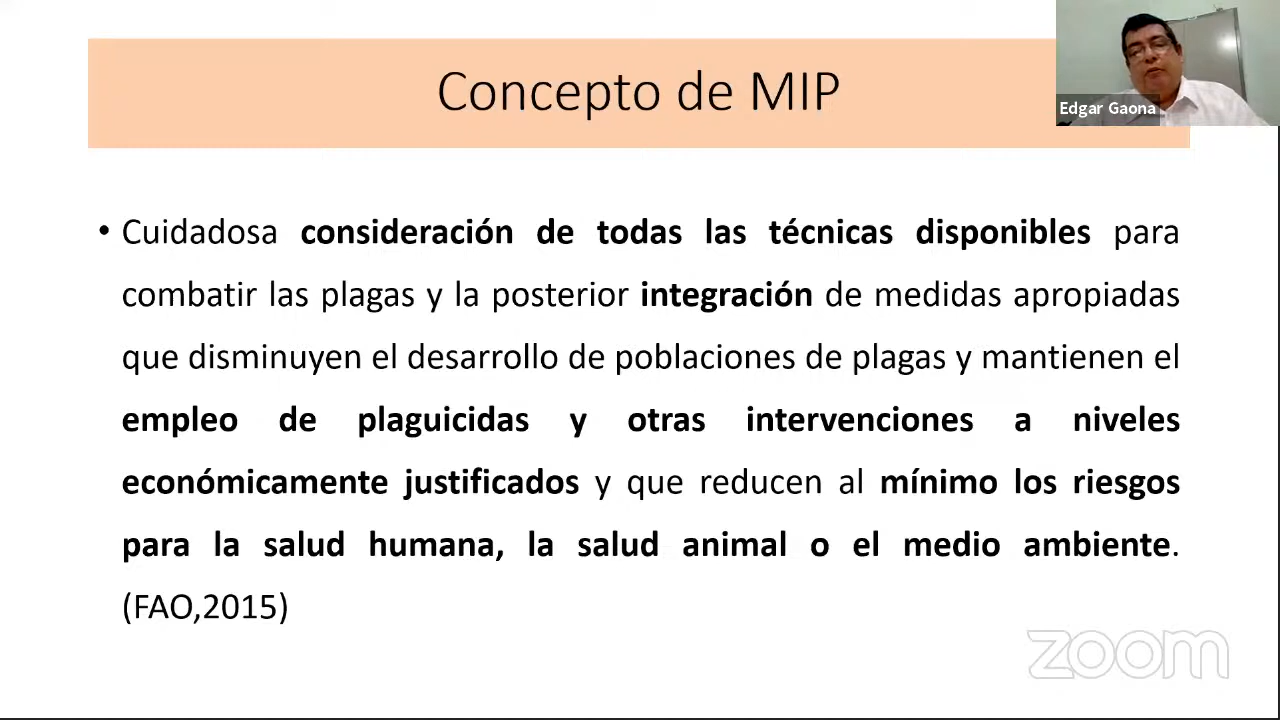 Concepto de MIP
Edgar Gaona
• Cuidadosa consideración de todas las técnicas disponibles para
combatir las plagas y la posterior integración de medidas apropiadas
que disminuyen el desarrollo de poblaciones de plagas y mantienen el
empleo de plaguicidas y otras intervenciones a niveles
económicamente justificados y que reducen al mínimo los riesgos
para la salud humana, la salud animal o el medio ambiente.
(FAO,2015)
zoom